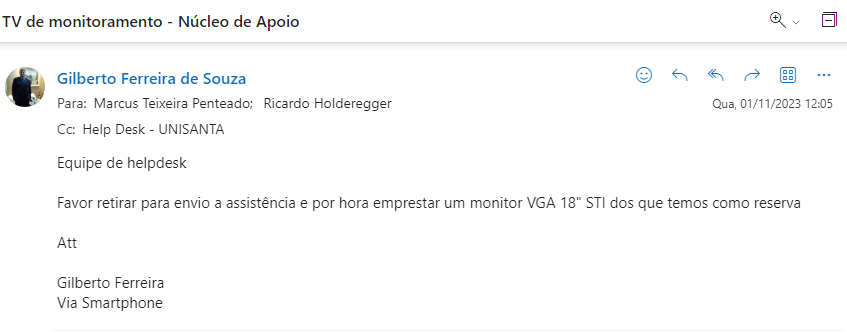 TV de monitoramento - Núcleo de Apoio
Gilberto Ferreira de Souza
Para: Marcus Teixeira Penteado; Ricardo Holderegger
Qua, 01/11/2023 12:05
Cc: Help Desk - UNISANTA
Equipe de helpdesk
Favor retirar para envio a assistência e por hora emprestar um monitor VGA 18" STI dos que temos como reserva
Att
Gilberto Ferreira
Via Smartphone